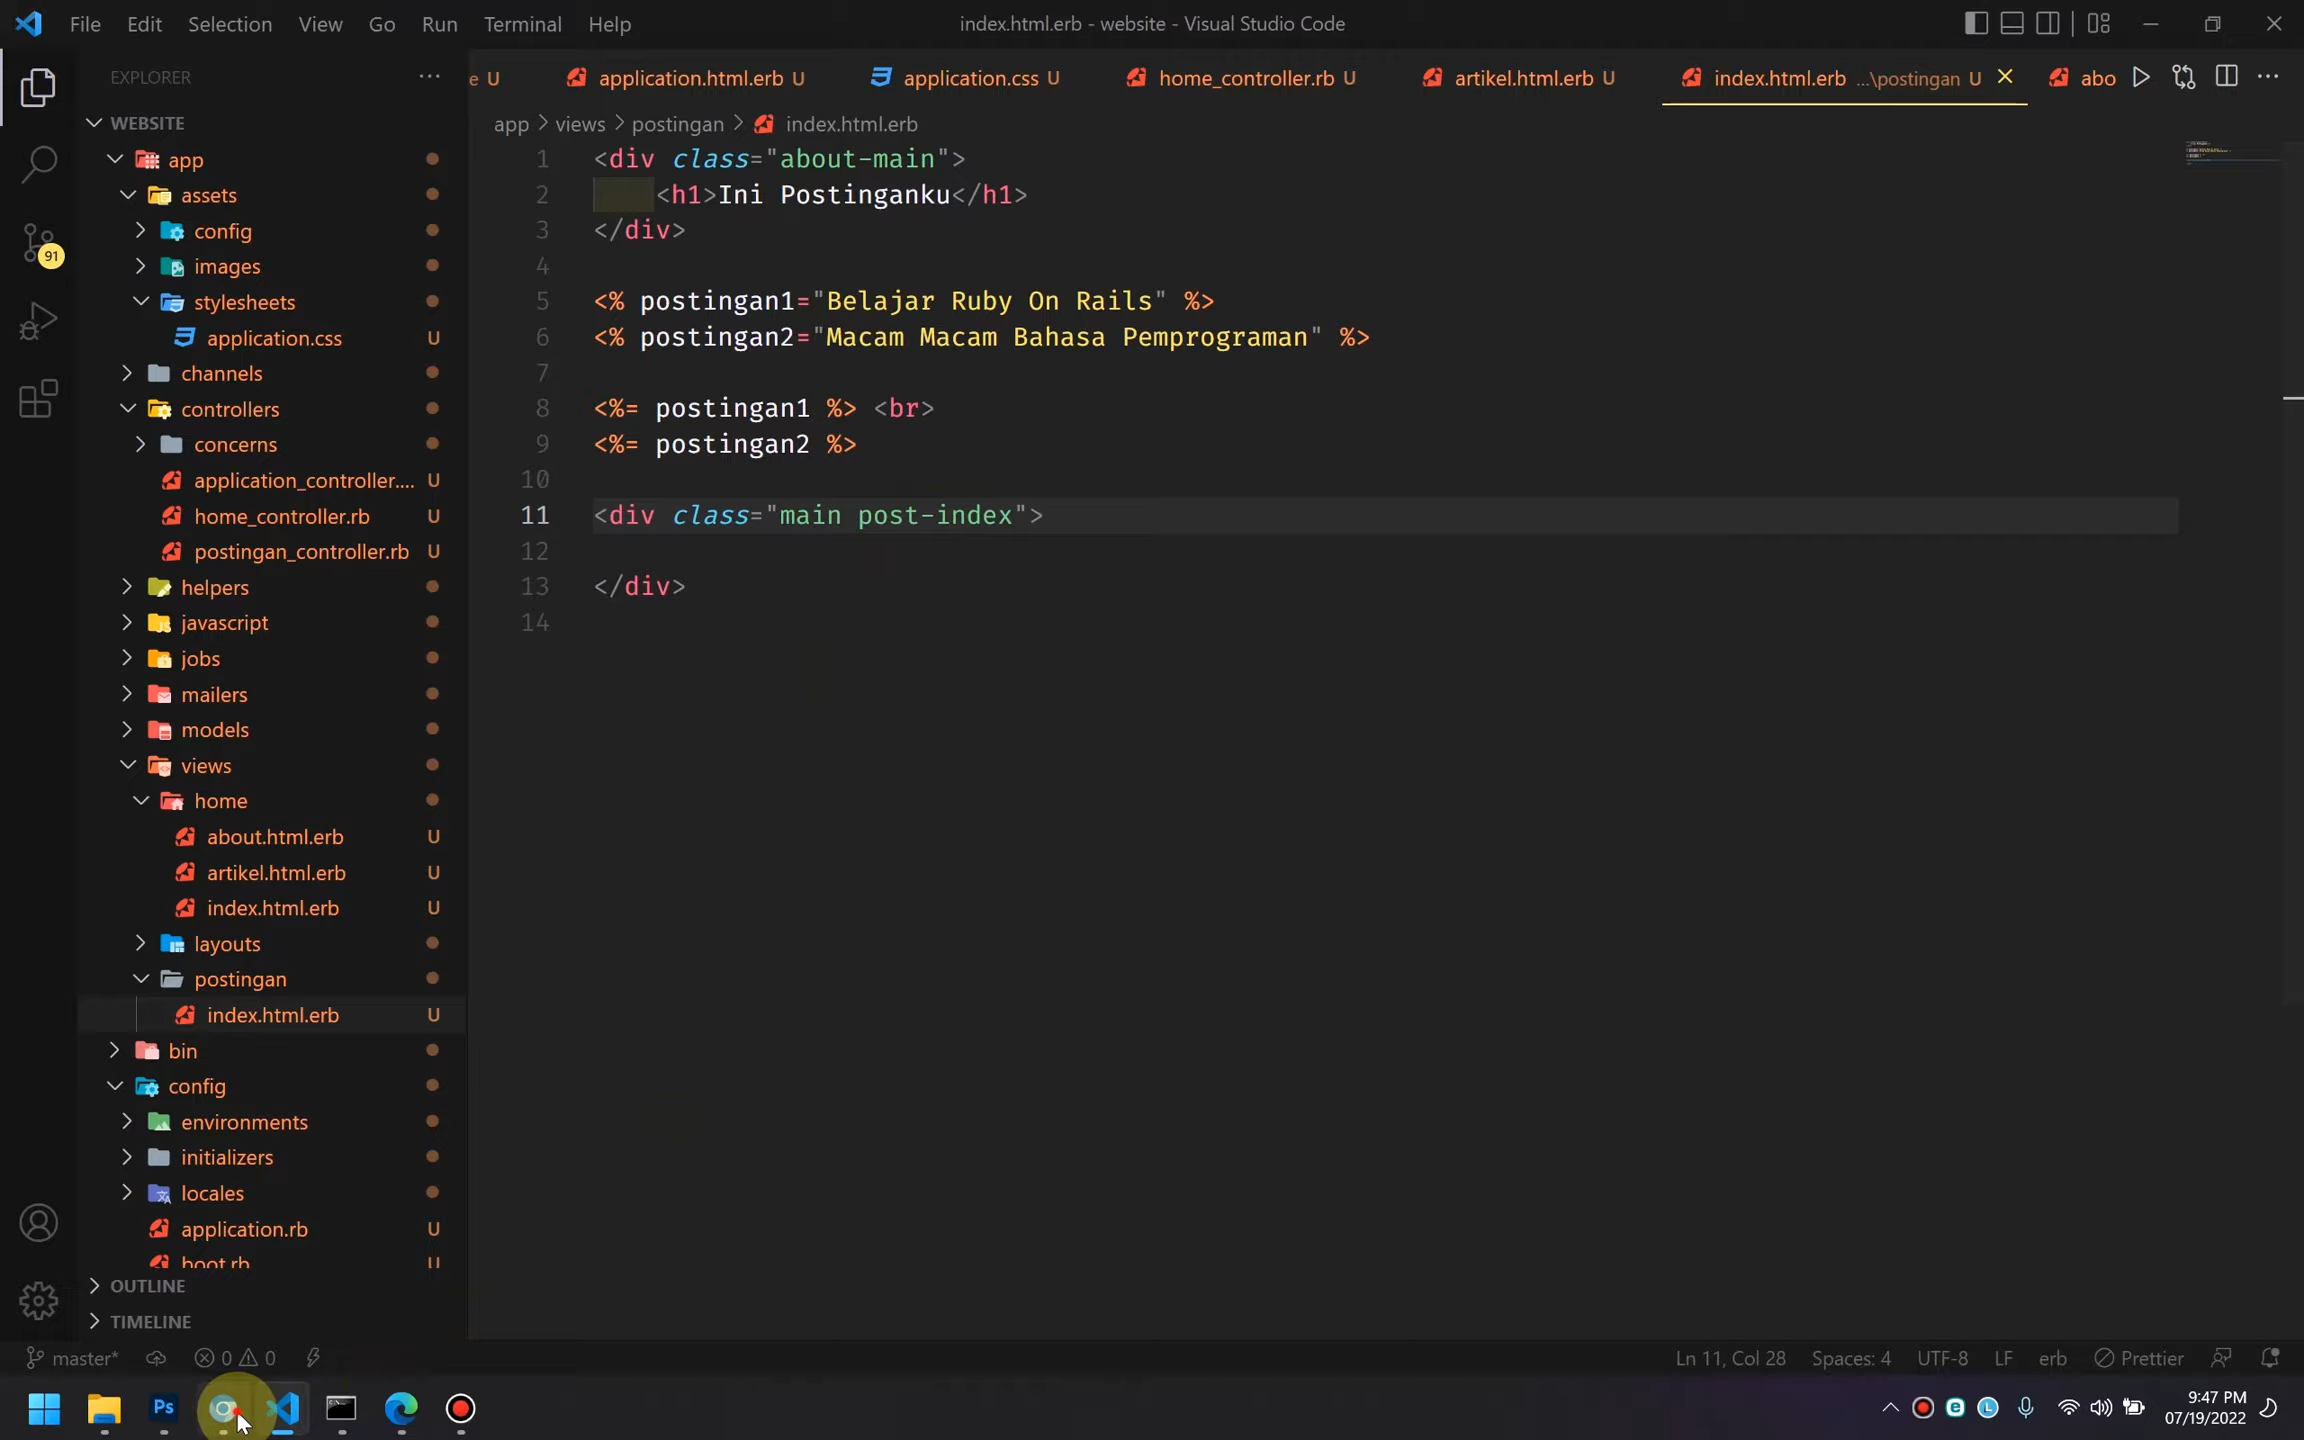 File Edit Selection View Go Run Terminal Help
index.html.erb - website - Visual Studio Code
EXPLORER
e U
application.html.erb U
application.css U
home_controller.rb U
artikel.html.erb U
index.html.erb ...\postingan U
abo
app > views > postingan > index.html.erb
WEBSITE
app
assets
config
images
stylesheets
application.css U
channels
controllers
concerns
application_controller.... U
home_controller.rb U
postingan_controller.rb U
helpers
javascript
jobs
mailers
models
views
home
about.html.erb U
artikel.html.erb U
index.html.erb U
layouts
postingan
index.html.erb U
bin
config
environments
initializers
locales
application.rb U
boot.rb U
OUTLINE
TIMELINE
91
1 <div class="about-main">
2 <h1>Ini Postinganku</h1>
3 </div>
4
5 <% postingan1="Belajar Ruby On Rails" %>
6 <% postingan2="Macam Macam Bahasa Pemprograman" %>
7
8 <%= postingan1 %> <br>
9 <%= postingan2 %>
10
11 <div class="main post-index">
12
13 </div>
14
master* 0 0
Ln 11, Col 28 Spaces: 4 UTF-8 LF erb Prettier
Ps
9:47 PM
07/19/2022